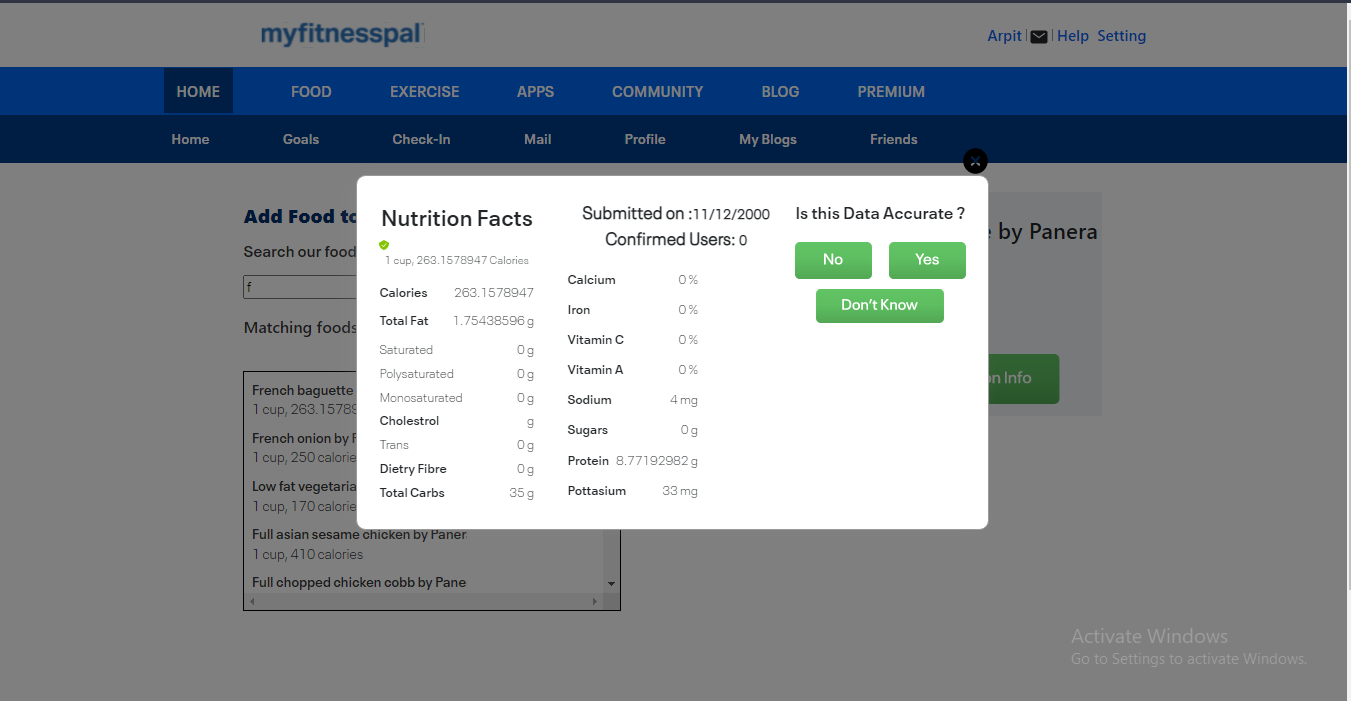 myfitnesspal
Arpit Help Setting
HOME FOOD EXERCISE APPS COMMUNITY BLOG PREMIUM
Home Goals Check-In Mail Profile My Blogs Friends
Add Food to
Search our food
f
Matching foods
French baguette
1 cup, 263.15789
French onion by
1 cup, 250 calorie
Low fat vegetaria
1 cup, 170 calorie
Full asian sesame chicken by Paner
1 cup, 410 calories
Full chopped chicken cobb by Pane
Nutrition Facts
1 cup, 263.1578947 Calories
Calories 263.1578947
Total Fat 1.75438596 g
Saturated 0 g
Polysaturated 0 g
Monosaturated 0 g
Cholestrol g
Trans 0 g
Dietry Fibre 0 g
Total Carbs 35 g
Submitted on :11/12/2000
Confirmed Users: 0
Calcium 0 %
Iron 0 %
Vitamin C 0 %
Vitamin A 0 %
Sodium 4 mg
Sugars 0 g
Protein 8.77192982 g
Pottasium 33 mg
Is this Data Accurate ?
No Yes
Don't Know
by Panera
on Info
Activate Windows
Go to Settings to activate Windows.